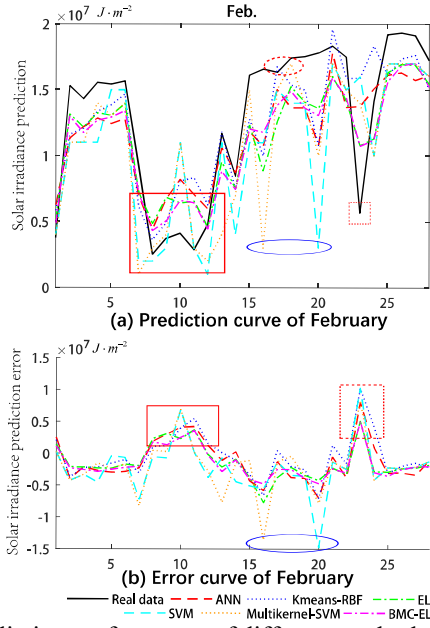 Feb.
×10⁷ J·m⁻²
Solar irradiance prediction
2
1.5
1
0.5
0
5 10 15 20 25
(a) Prediction curve of February
×10⁷ J·m⁻²
Solar irradiance prediction error
1.5
1
0.5
0
-0.5
-1
-1.5
5 10 15 20 25
(b) Error curve of February
Real data ANN Kmeans-RBF EL
SVM Multikernel-SVM BMC-EL